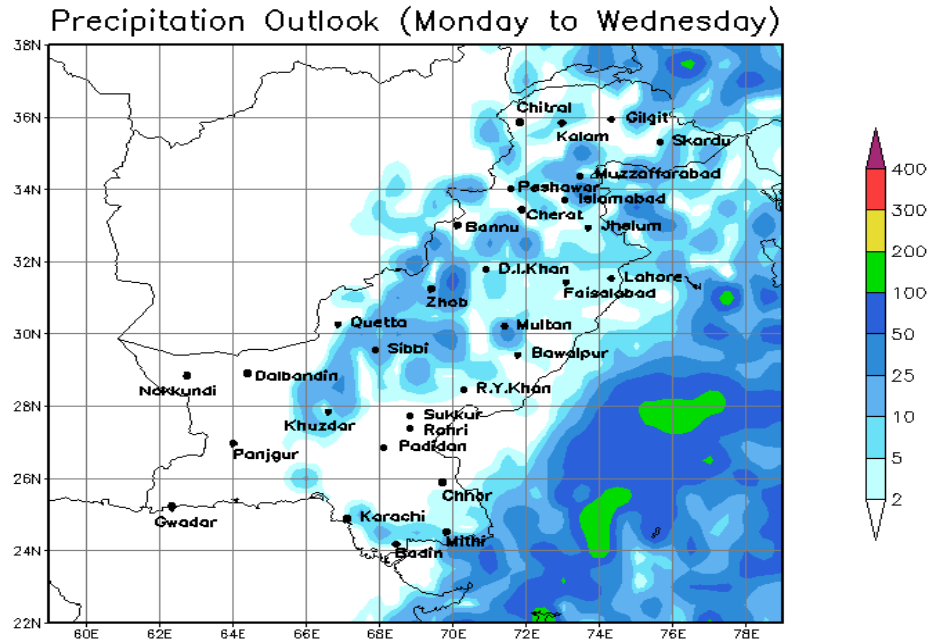 Precipitation Outlook (Monday to Wednesday)
38N
36N
34N
32N
30N
28N
26N
24N
22N
60E
62E
64E
66E
68E
70E
72E
74E
76E
78E
Chitral
Kalam
Gilgit
Skardu
Muzzaffarabad
Peshawar
Islamabad
Cherat
Jhelum
Bannu
D.I.Khan
Lahore
Faisalabad
Zhob
Quetta
Multan
Sibbi
Bawalpur
Dalbandin
Nokkundi
R.Y.Khan
Khuzdar
Sukkur
Rohri
Padidan
Panjgur
Chhor
Gwadar
Karachi
Mithi
Badin
400
300
200
100
50
25
10
5
2